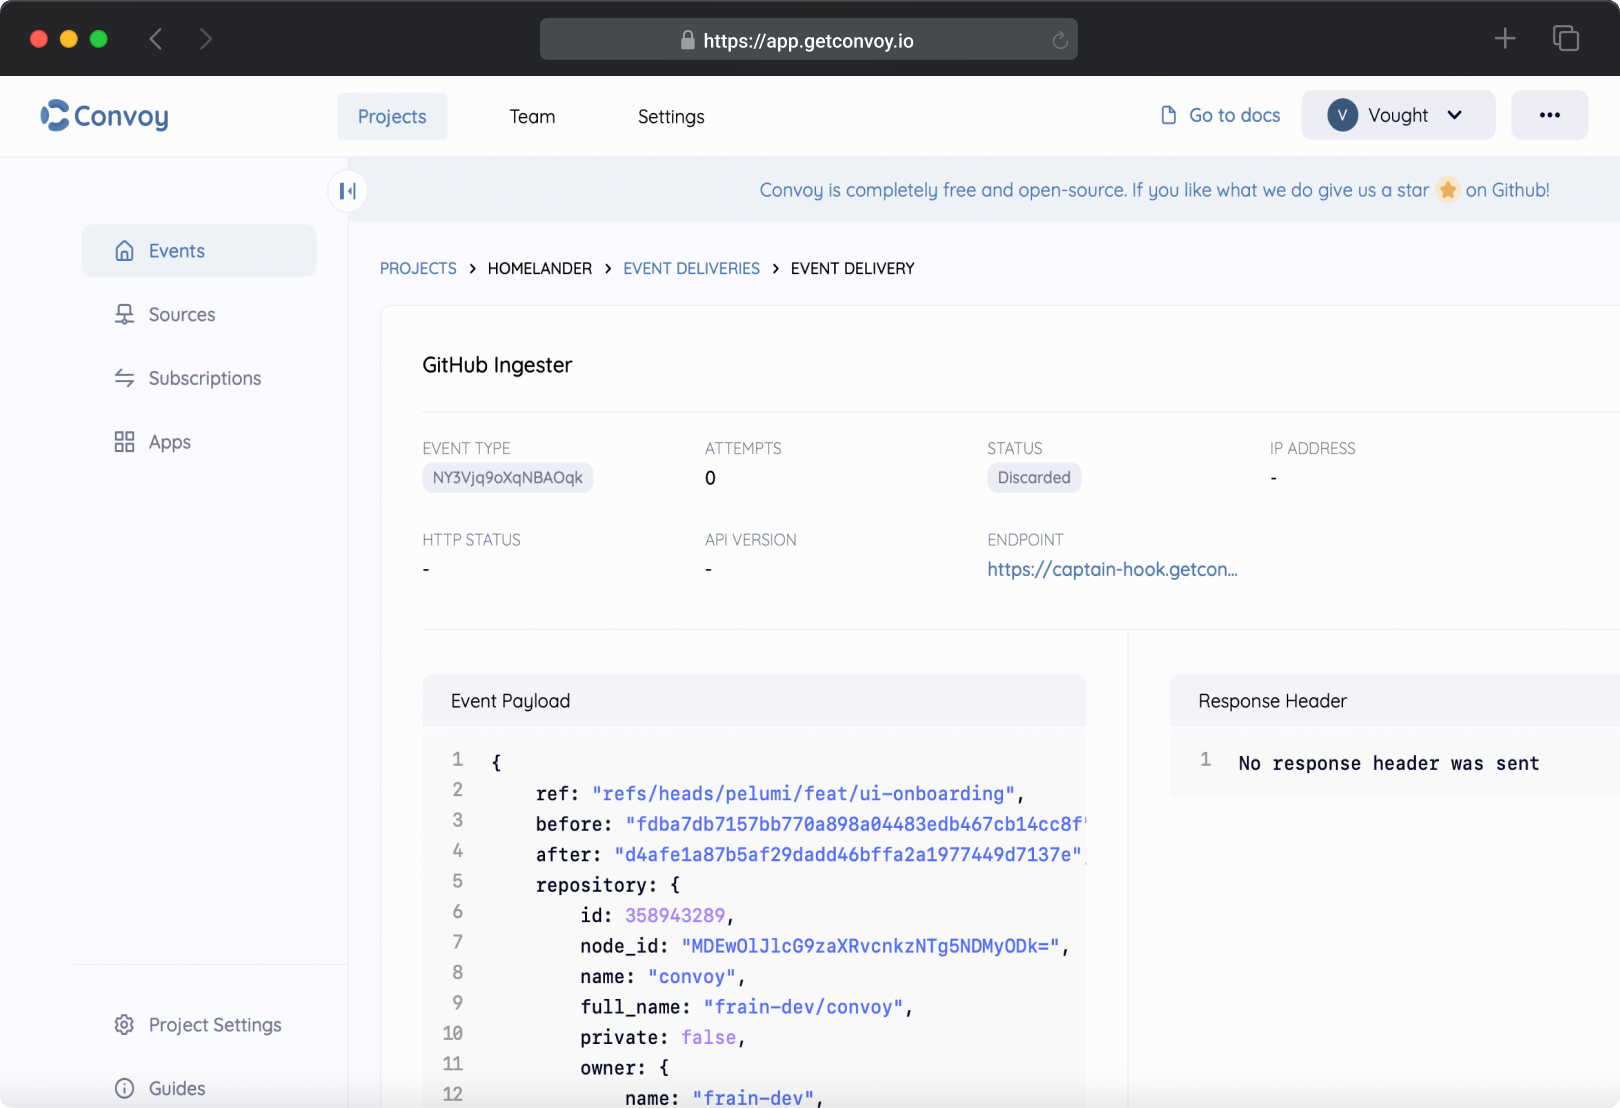 https://app.getconvoy.io
Convoy
Projects
Team
Settings
Go to docs
V
Vought
Convoy is completely free and open-source. If you like what we do give us a star ⭐ on Github!
Events
Sources
Subscriptions
Apps
Project Settings
Guides
PROJECTS > HOMELANDER > EVENT DELIVERIES > EVENT DELIVERY
GitHub Ingester
EVENT TYPE ATTEMPTS STATUS IP ADDRESS
NY3Vjq9oXqNBAOqk 0 Discarded -
HTTP STATUS API VERSION ENDPOINT
- - https://captain-hook.getcon...
Event Payload
1 {
2 ref: "refs/heads/pelumi/feat/ui-onboarding",
3 before: "fdba7db7157bb770a898a04483edb467cb14cc8f"
4 after: "d4afe1a87b5af29dadd46bffa2a1977449d7137e",
5 repository: {
6 id: 358943289,
7 node_id: "MDEwOlJlcG9zaXRvcnkzNTg5NDMyODk=",
8 name: "convoy",
9 full_name: "frain-dev/convoy",
10 private: false,
11 owner: {
12 name: "frain-dev",
Response Header
1 No response header was sent